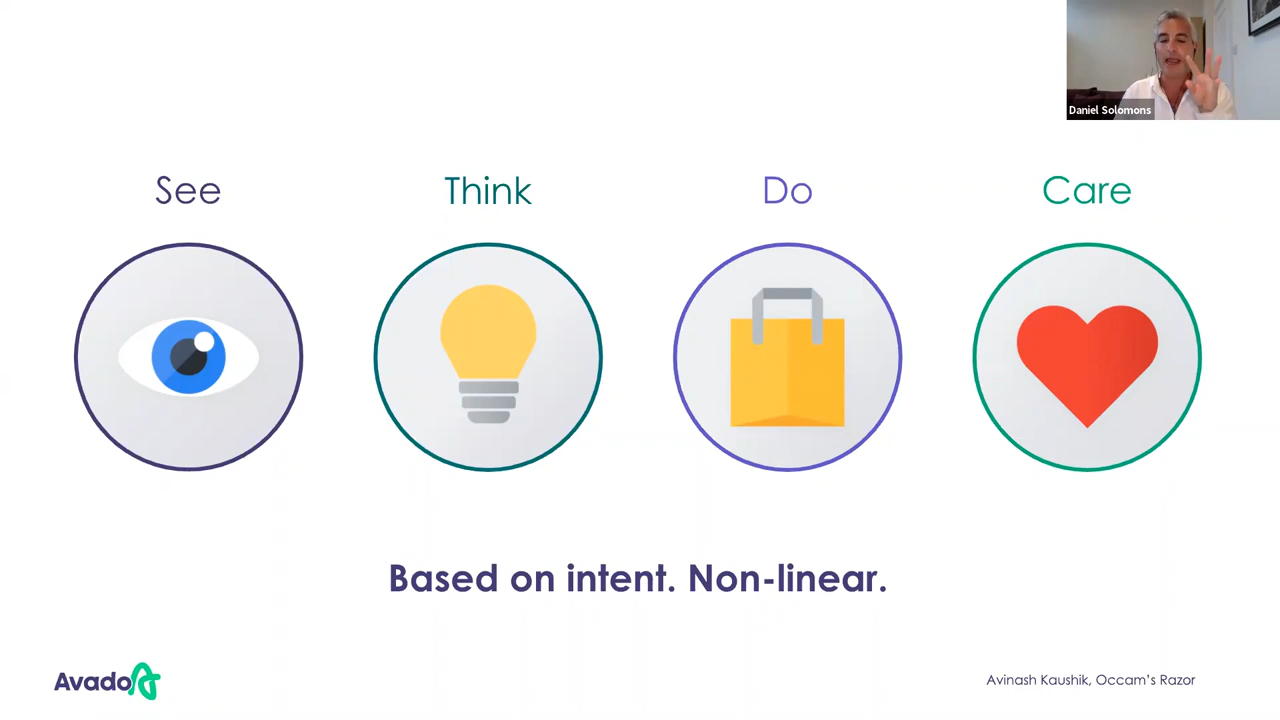 Daniel Solomons
See
Think
Do
Care
Based on intent. Non-linear.
Avado
Avinash Kaushik, Occam's Razor